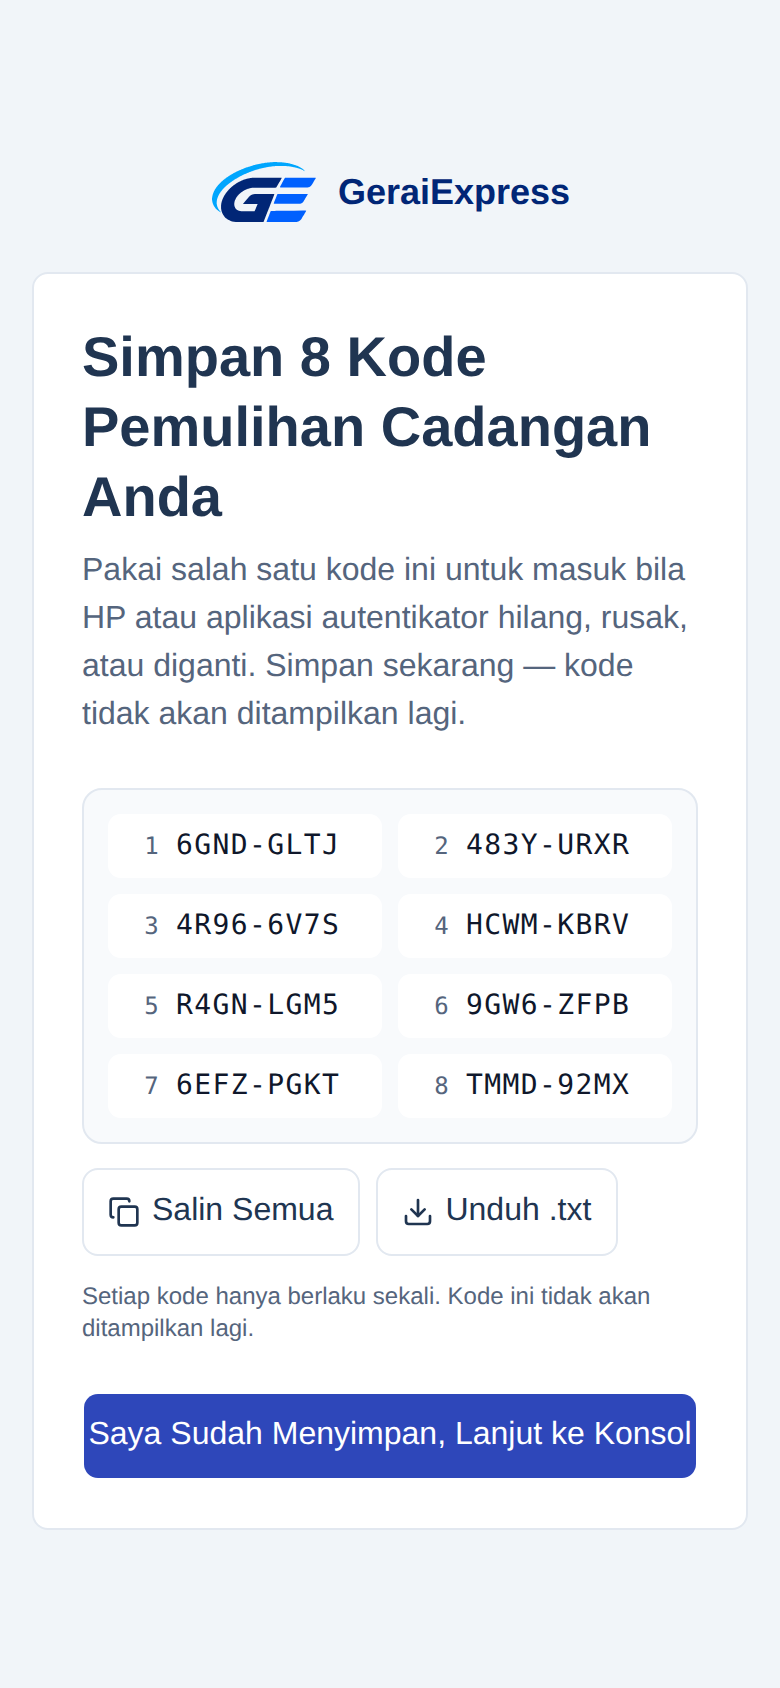 GE GeraiExpress
Simpan 8 Kode
Pemulihan Cadangan
Anda
Pakai salah satu kode ini untuk masuk bila
HP atau aplikasi autentikator hilang, rusak,
atau diganti. Simpan sekarang — kode
tidak akan ditampilkan lagi.
1 6GND-GLTJ 2 483Y-URXR
3 4R96-6V7S 4 HCWM-KBRV
5 R4GN-LGM5 6 9GW6-ZFPB
7 6EFZ-PGKT 8 TMMD-92MX
Salin Semua Unduh .txt
Setiap kode hanya berlaku sekali. Kode ini tidak akan
ditampilkan lagi.
Saya Sudah Menyimpan, Lanjut ke Konsol